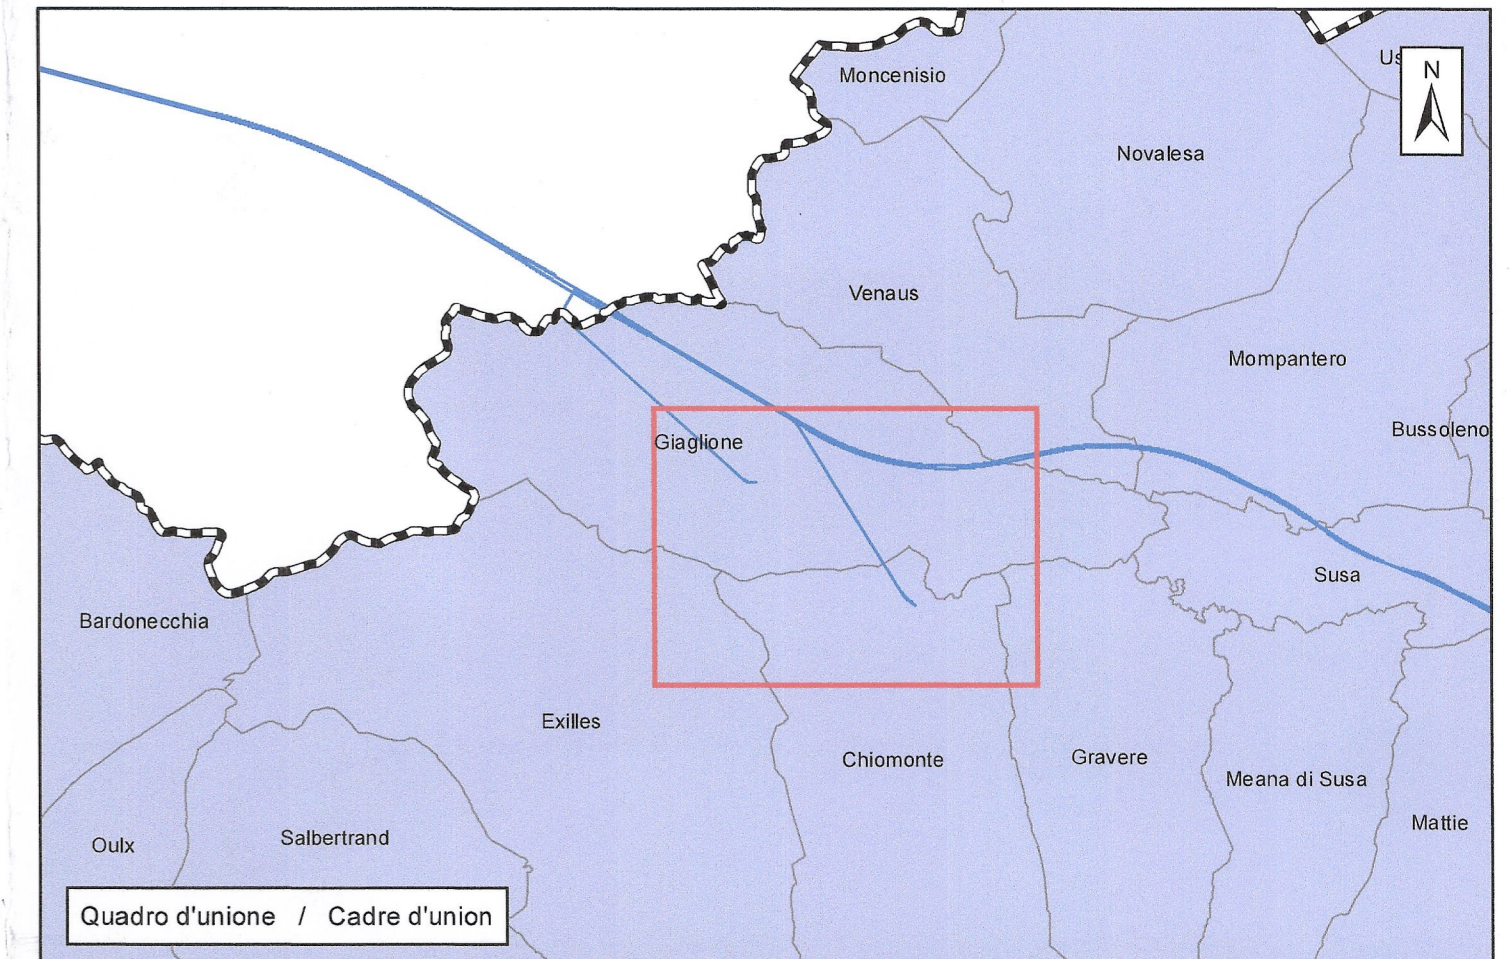 Moncenisio
Us
N
Novalesa
Venaus
Mompantero
Bussoleno
Giaglione
Susa
Bardonecchia
Exilles
Chiomonte
Gravere
Meana di Susa
Mattie
Oulx
Salbertrand
Quadro d'unione / Cadre d'union